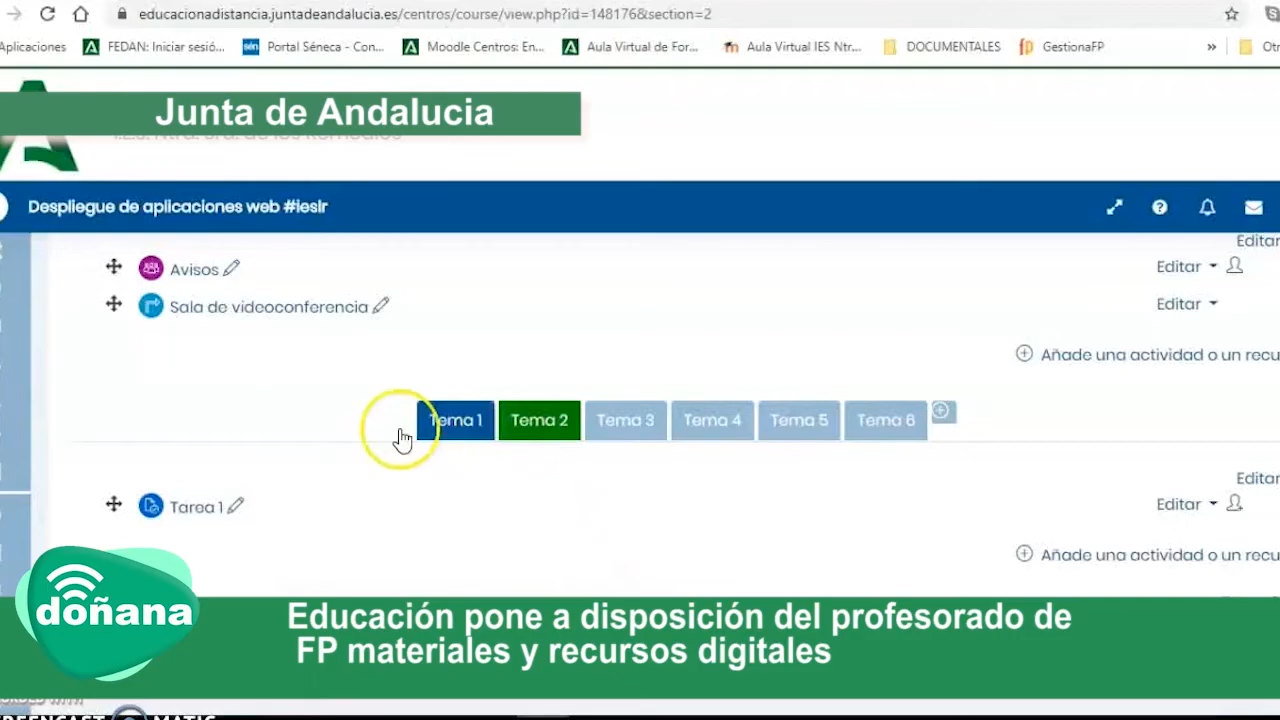 educacionadistancia.juntadeandalucia.es/centros/course/view.php?id=148176&section=2
Aplicaciones FEDAN: Iniciar sesió... sén Portal Séneca - Con... Moodle Centros: En... Aula Virtual de For... Aula Virtual IES Ntr... DOCUMENTALES fp GestionaFP » Otr
Junta de Andalucia
Despliegue de aplicaciones web #ieslr
Editar
Avisos Editar
Sala de videoconferencia Editar
Añade una actividad o un recu
Tema 1 Tema 2 Tema 3 Tema 4 Tema 5 Tema 6
Editar
Tarea 1 Editar
Añade una actividad o un recu
doñana
Educación pone a disposición del profesorado de
FP materiales y recursos digitales